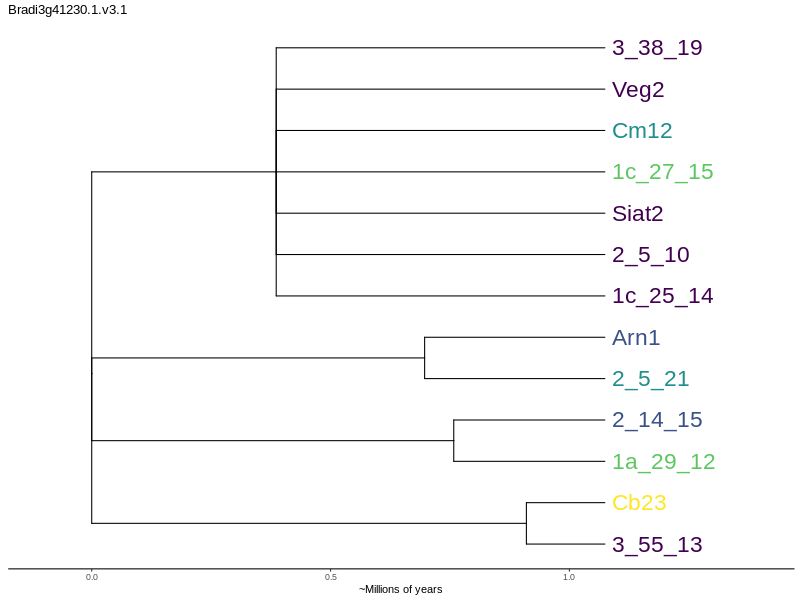 Bradi3g41230.1.v3.1
3_38_19
Veg2
Cm12
1c_27_15
Siat2
2_5_10
1c_25_14
Arn1
2_5_21
2_14_15
1a_29_12
Cb23
3_55_13
0.0 0.5 1.0
~Millions of years